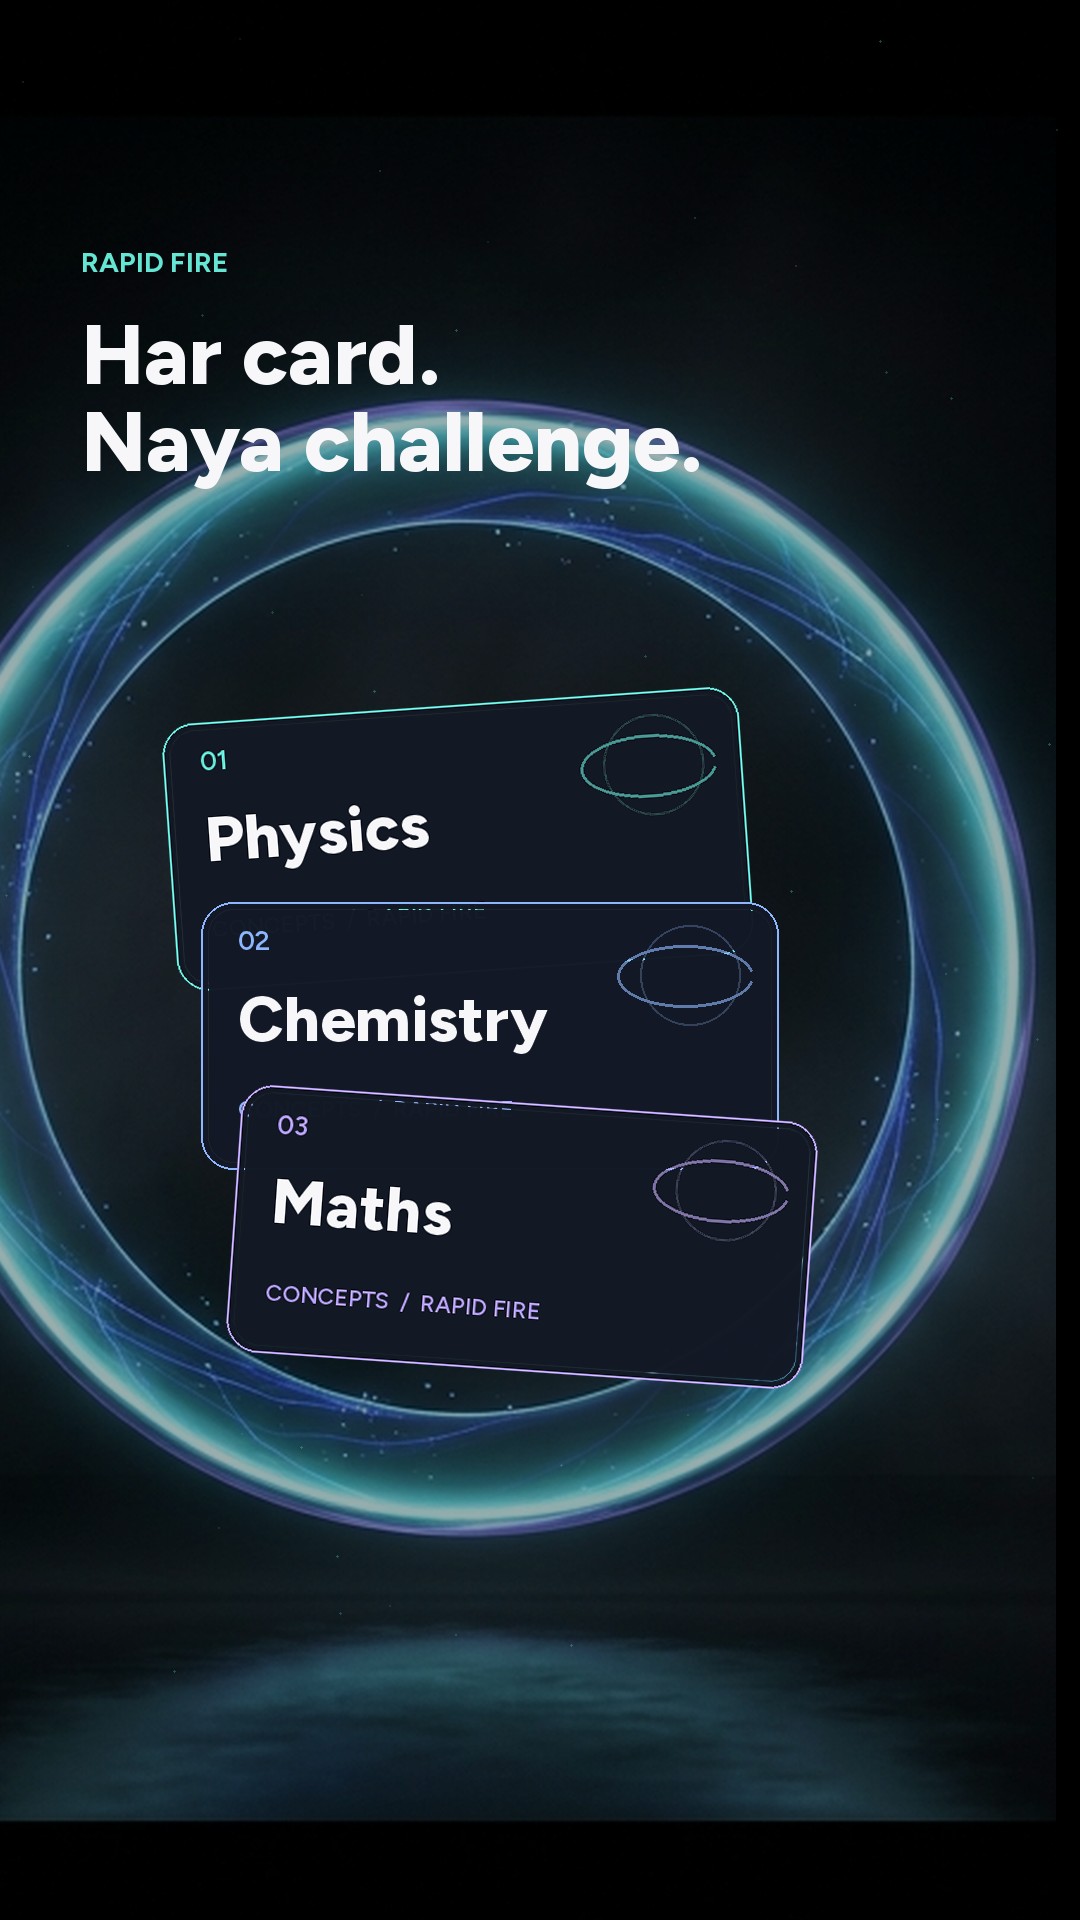 RAPID FIRE
Har card.
Naya challenge.
01
Physics
02
Chemistry
03
Maths
CONCEPTS / RAPID FIRE